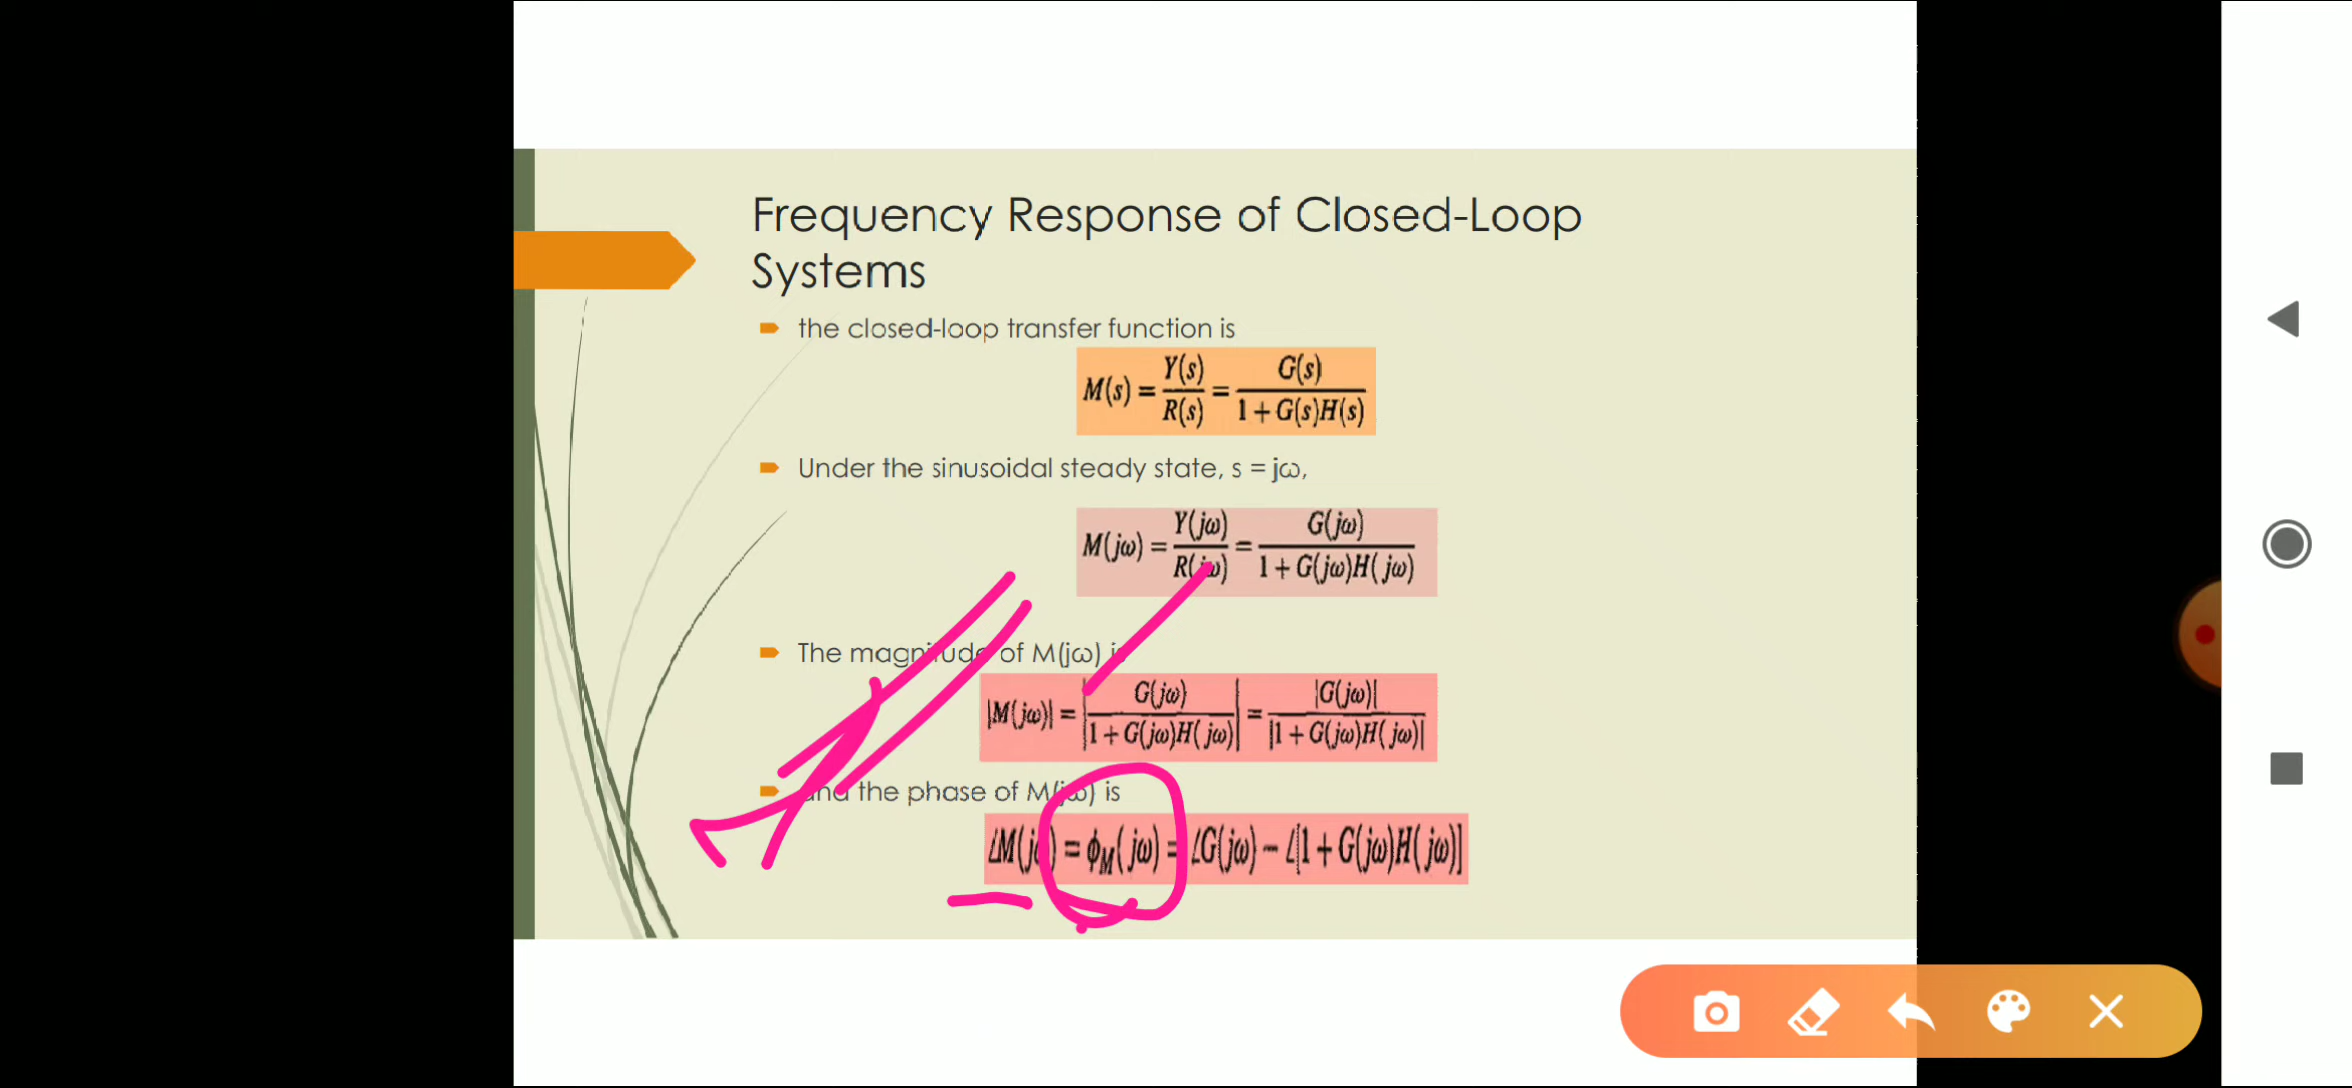 Frequency Response of Closed-Loop
Systems
the closed-loop transfer function is
M(s) = Y(s)/R(s) = G(s)/1 + G(s)H(s)
Under the sinusoidal steady state, s = jω,
M(jω) = Y(jω)/R(jω) = G(jω)/1 + G(jω)H(jω)
The magnitude of M(jω) is
|M(jω)| = |G(jω)/1 + G(jω)H(jω)| = |G(jω)|/|1 + G(jω)H(jω)|
and the phase of M(jω) is
∠M(jω) = ϕM(jω) = ∠G(jω) − ∠[1 + G(jω)H(jω)]